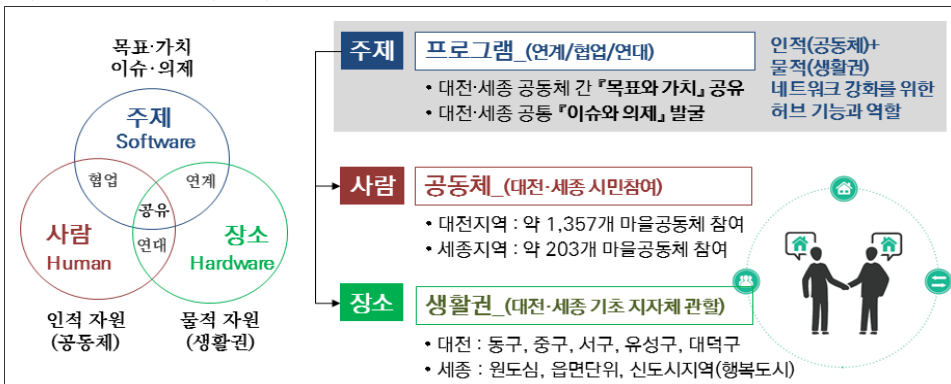 목표·가치
이슈·의제
주제
Software
협업
연계
공유
사람
Human
연대
장소
Hardware
인적 자원
(공동체)
물적 자원
(생활권)
주제
프로그램_(연계/협업/연대)
• 대전·세종 공동체 간 『목표와 가치』 공유
• 대전·세종 공통 『이슈와 의제』 발굴
인적(공동체)+
물적(생활권)
네트워크 강화를 위한
허브 기능과 역할
사람
공동체_(대전·세종 시민참여)
• 대전지역 : 약 1,357개 마을공동체 참여
• 세종지역 : 약 203개 마을공동체 참여
장소
생활권_(대전·세종 기초 지자체 관할)
• 대전 : 동구, 중구, 서구, 유성구, 대덕구
• 세종 : 원도심, 읍면단위, 신도시지역(행복도시)